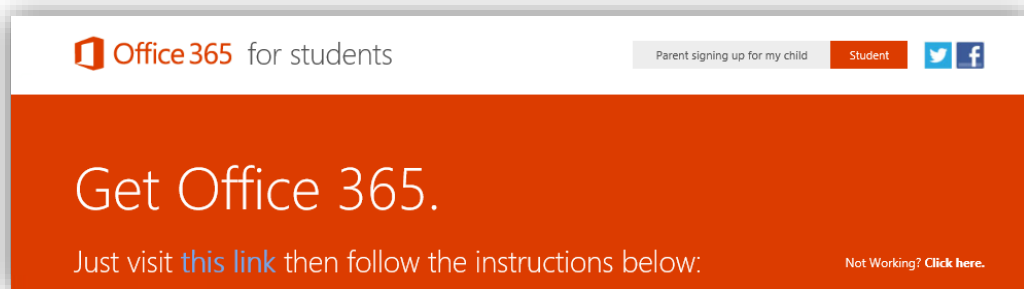 Office 365 for students
Parent signing up for my child
Student
Get Office 365.
Just visit this link then follow the instructions below:
Not Working? Click here.